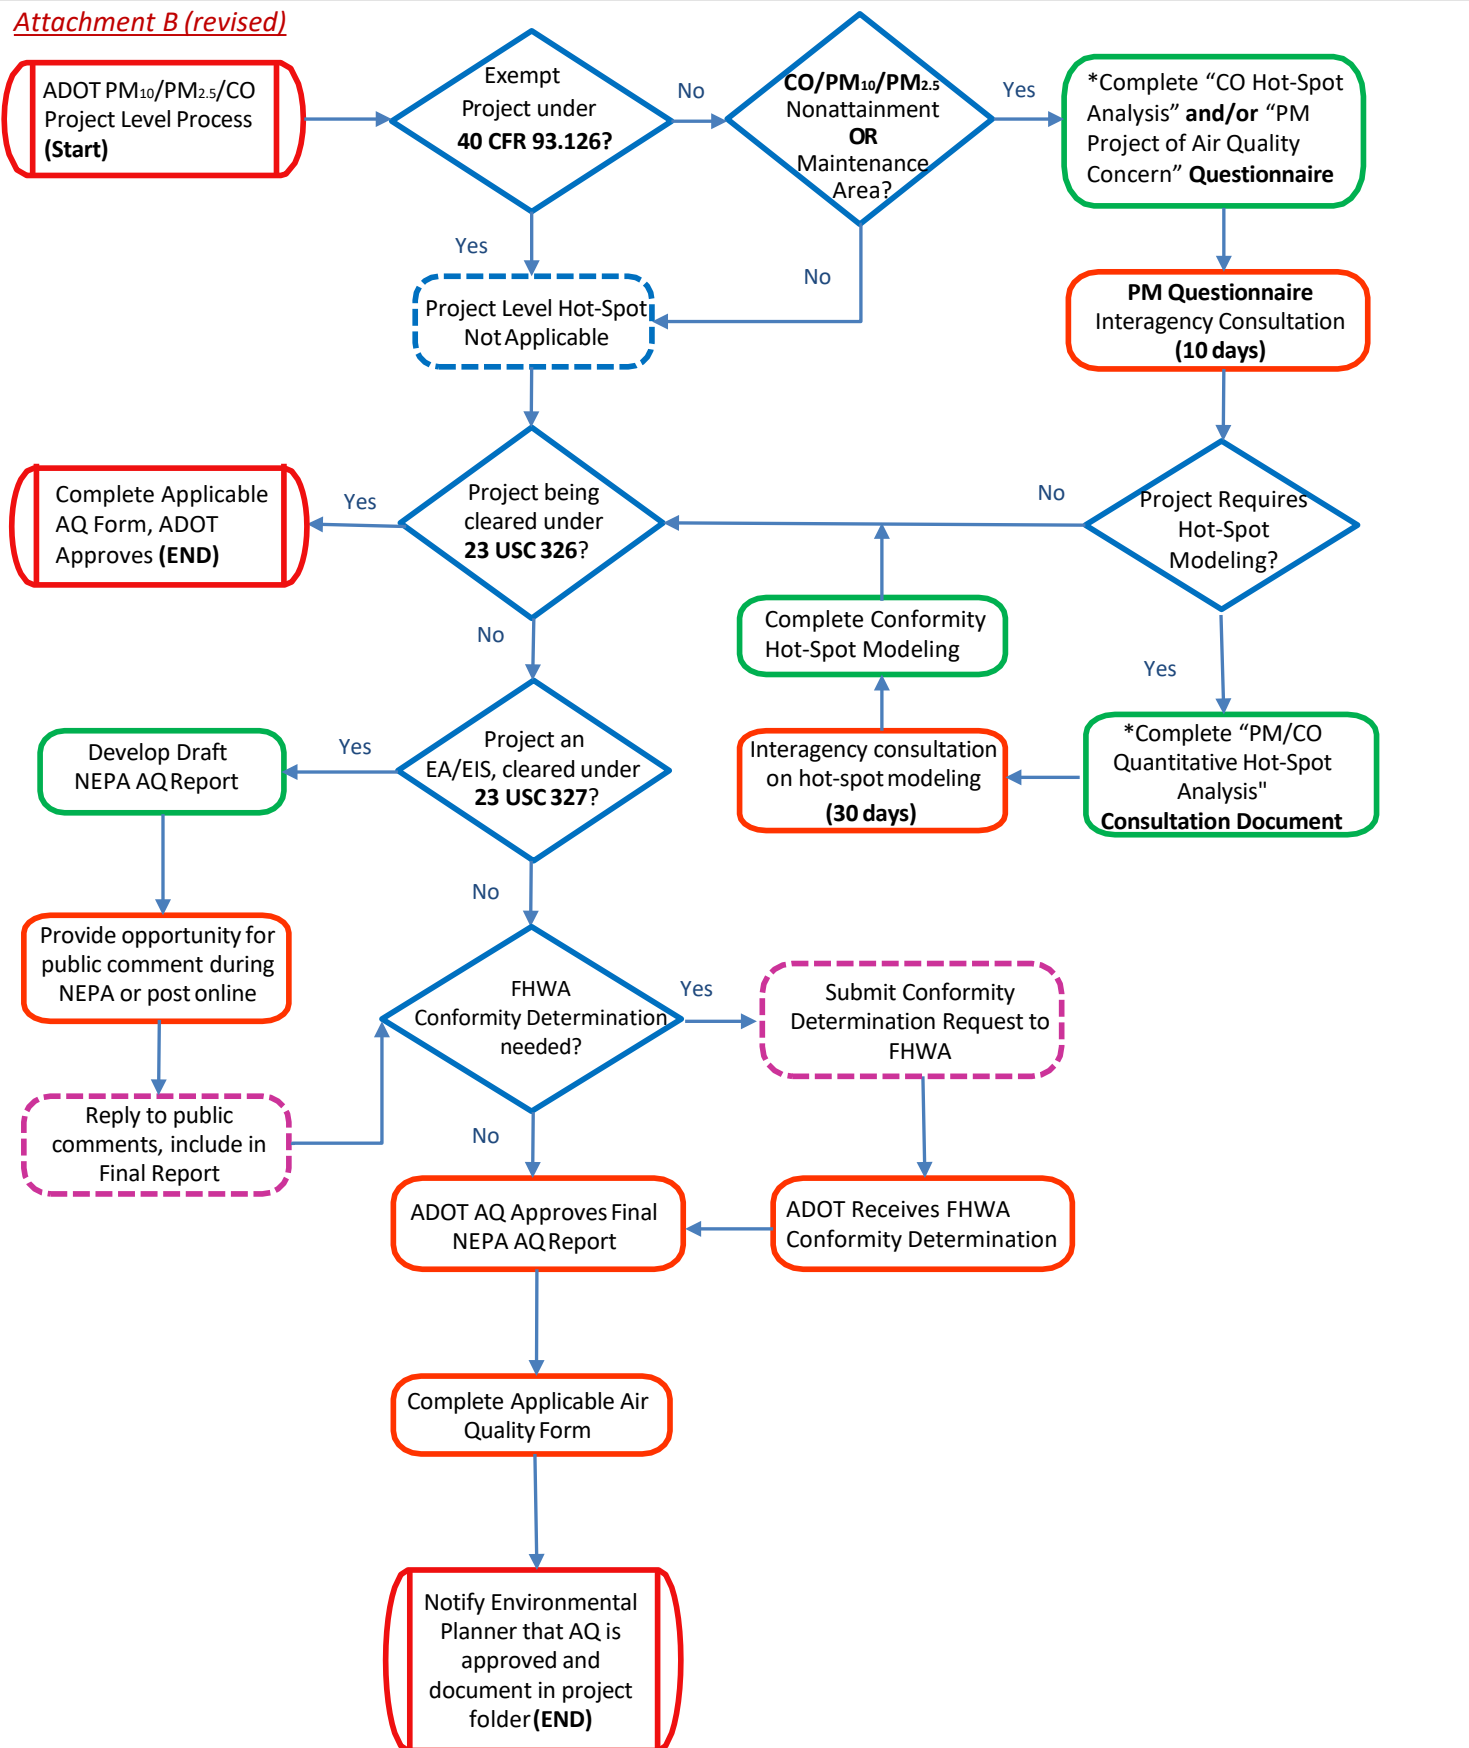 Attachment B (revised)
ADOT PM10/PM2.5/CO
Project Level Process
(Start)
Exempt
Project under
40 CFR 93.126?
No
CO/PM10/PM2.5
Nonattainment
OR
Maintenance
Area?
Yes
*Complete “CO Hot-Spot
Analysis” and/or “PM
Project of Air Quality
Concern” Questionnaire
Yes
No
Project Level Hot-Spot
Not Applicable
PM Questionnaire
Interagency Consultation
(10 days)
Complete Applicable
AQ Form, ADOT
Approves (END)
Yes
Project being
cleared under
23 USC 326?
No
Project Requires
Hot-Spot
Modeling?
No
Complete Conformity
Hot-Spot Modeling
Yes
Develop Draft
NEPA AQ Report
Yes
Project an
EA/EIS, cleared under
23 USC 327?
Interagency consultation
on hot-spot modeling
(30 days)
*Complete “PM/CO
Quantitative Hot-Spot
Analysis"
Consultation Document
No
Provide opportunity for
public comment during
NEPA or post online
FHWA
Conformity Determination
needed?
Yes
Submit Conformity
Determination Request to
FHWA
Reply to public
comments, include in
Final Report
No
ADOT AQ Approves Final
NEPA AQ Report
ADOT Receives FHWA
Conformity Determination
Complete Applicable Air
Quality Form
Notify Environmental
Planner that AQ is
approved and
document in project
folder (END)